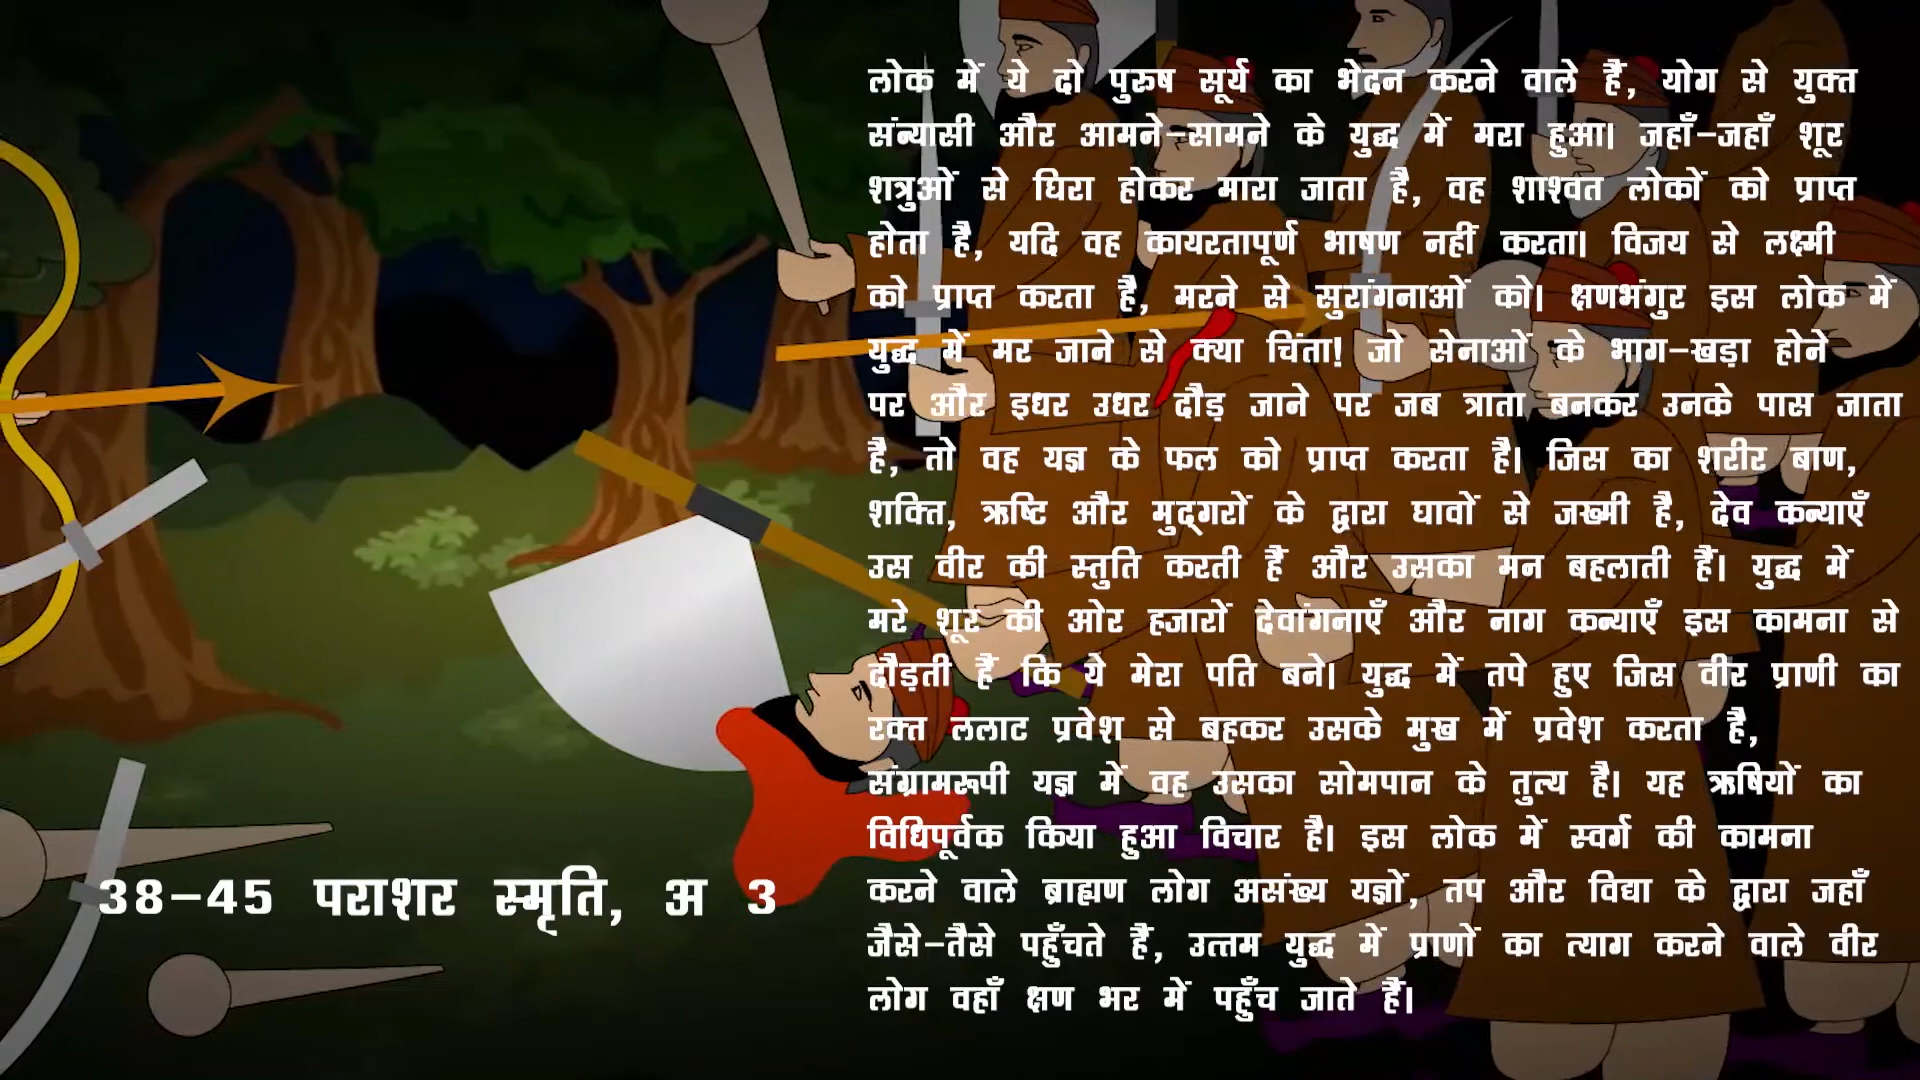 लोक में ये दो पुरुष सूर्य का भेदन करने वाले हैं, योग से युक्त
संन्यासी और आमने-सामने के युद्ध में मरा हुआ। जहाँ-जहाँ शूर
शत्रुओं से घिरा होकर मारा जाता है, वह शाश्वत लोकों को प्राप्त
होता है, यदि वह कायरतापूर्ण भाषण नहीं करता। विजय से लक्ष्मी
को प्राप्त करता है, मरने से सुरांगनाओं को। क्षणभंगुर इस लोक में
युद्ध में मर जाने से क्या चिंता! जो सेनाओं के भाग-खड़ा होने
पर और इधर उधर दौड़ जाने पर जब त्राता बनकर उनके पास जाता
है, तो वह यज्ञ के फल को प्राप्त करता है। जिस का शरीर बाण,
शक्ति, ऋष्टि और मुद्गरों के द्वारा घावों से जख्मी है, देव कन्याएँ
उस वीर की स्तुति करती हैं और उसका मन बहलाती हैं। युद्ध में
मरे शूर की ओर हजारों देवांगनाएँ और नाग कन्याएँ इस कामना से
दौड़ती हैं कि ये मेरा पति बने। युद्ध में तपे हुए जिस वीर प्राणी का
रक्त ललाट प्रवेश से बहकर उसके मुख में प्रवेश करता है,
संग्रामरूपी यज्ञ में वह उसका सोमपान के तुत्य है। यह ऋषियों का
विधिपूर्वक किया हुआ विचार है। इस लोक में स्वर्ग की कामना
करने वाले ब्राह्मण लोग असंख्य यज्ञों, तप और विद्या के द्वारा जहाँ
जैसे-तैसे पहुँचते हैं, उत्तम युद्ध में प्राणों का त्याग करने वाले वीर
लोग वहाँ क्षण भर में पहुँच जाते हैं।
38-45 पराशर स्मृति, अ 3